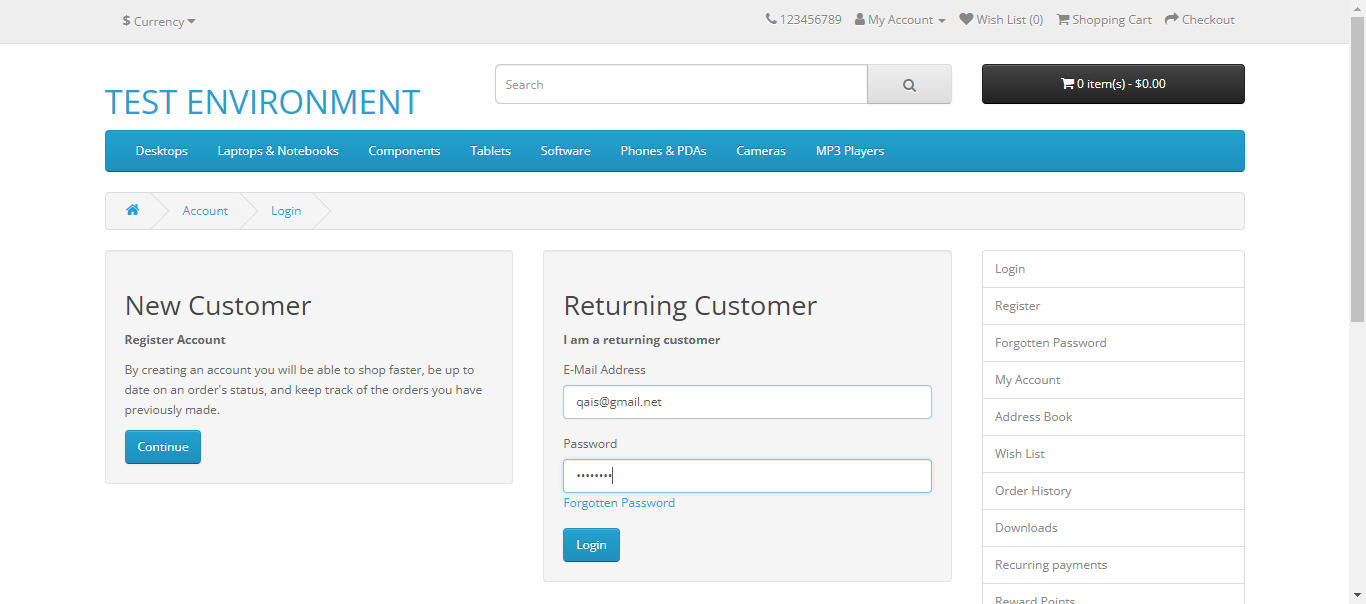 $ Currency
123456789 My Account Wish List (0) Shopping Cart Checkout
TEST ENVIRONMENT
Search
0 item(s) - $0.00
Desktops Laptops & Notebooks Components Tablets Software Phones & PDAs Cameras MP3 Players
Account Login
New Customer
Register Account
By creating an account you will be able to shop faster, be up to
date on an order's status, and keep track of the orders you have
previously made.
Continue
Returning Customer
I am a returning customer
E-Mail Address
qais@gmail.net
Password
••••••••
Forgotten Password
Login
Login
Register
Forgotten Password
My Account
Address Book
Wish List
Order History
Downloads
Recurring payments
Reward Points